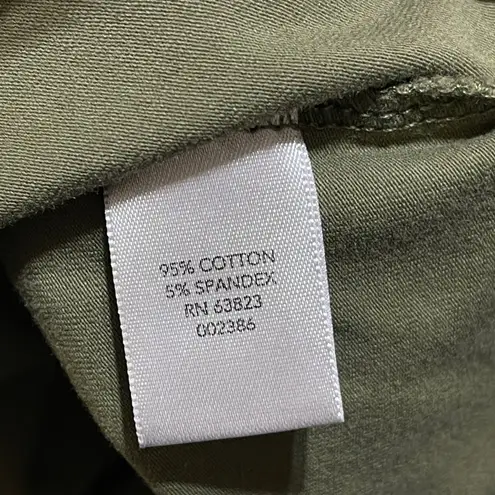 95% COTTON
5% SPANDEX
RN 63823
002386